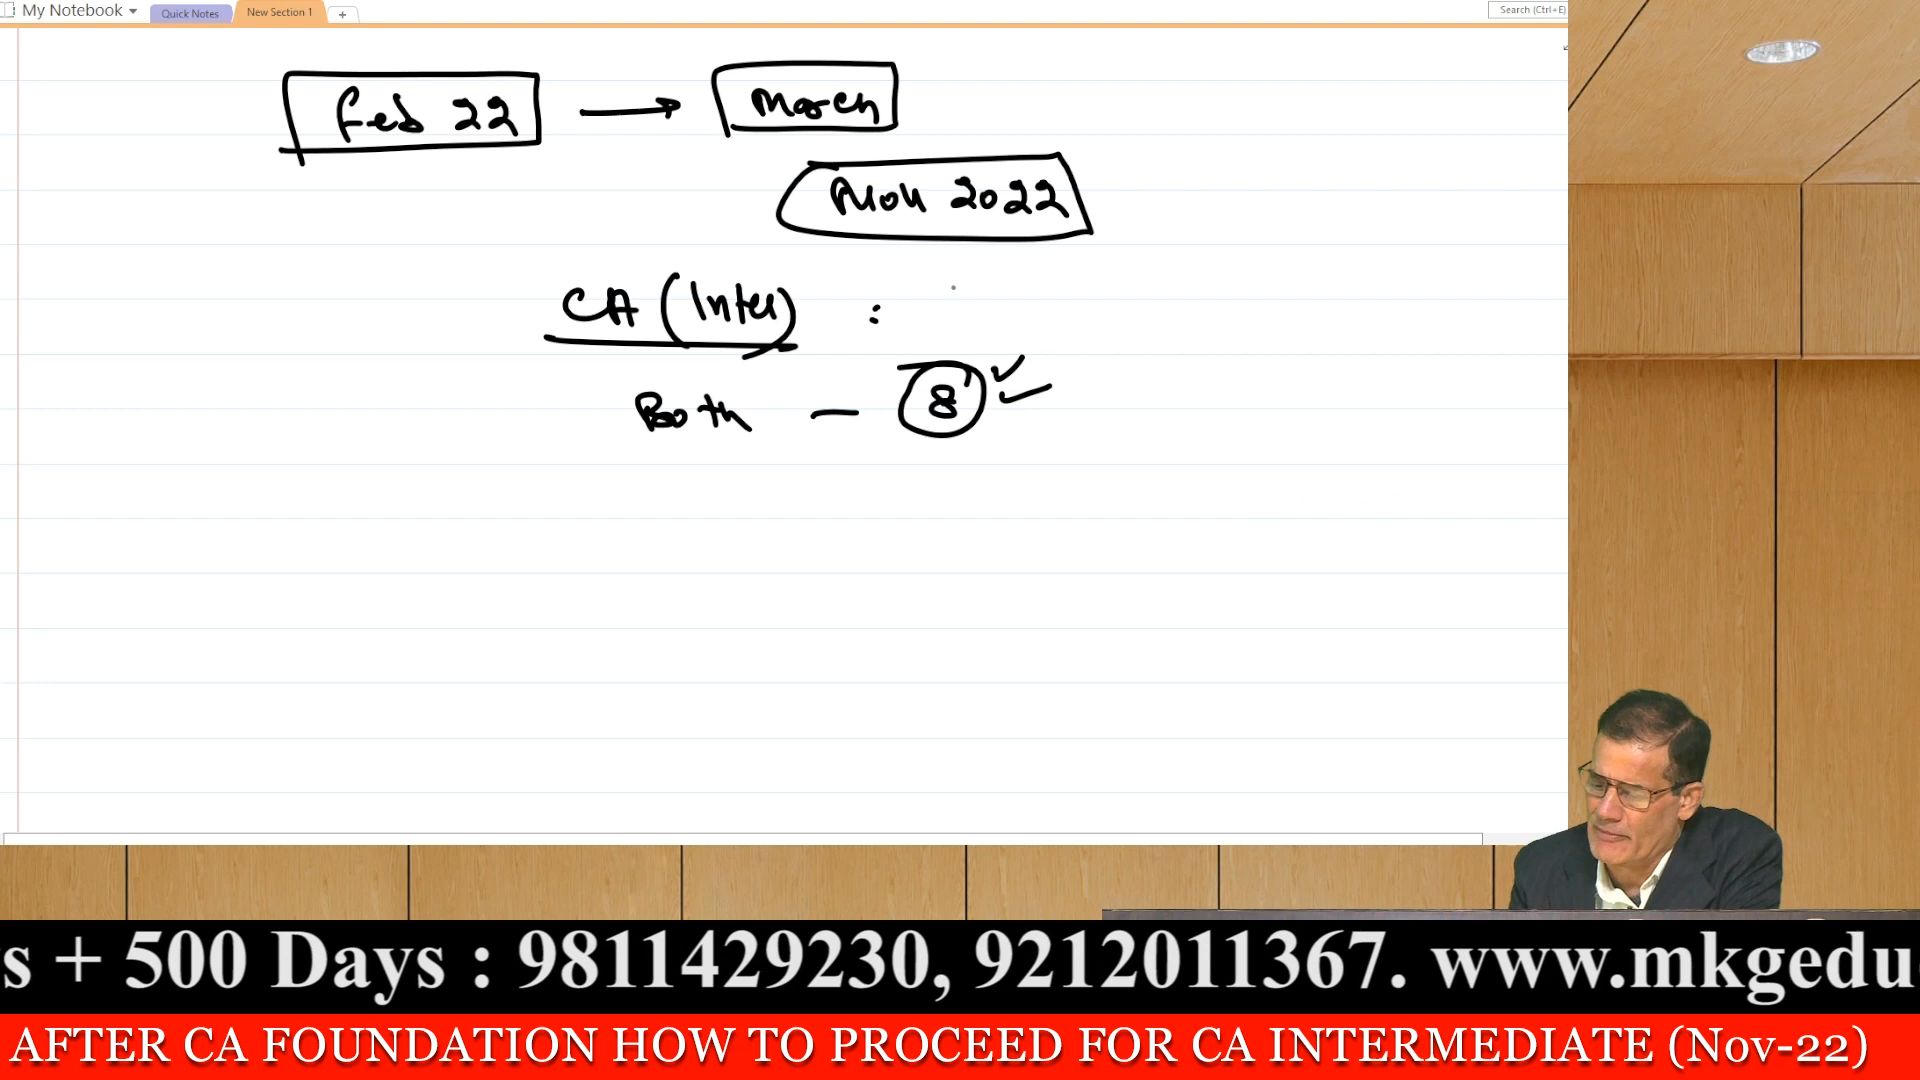 My Notebook Quick Notes New Section 1 + Search (Ctrl+E)
Feb 22 → March
Nov 2022
CA (Inter) :
Both — 8
s + 500 Days : 9811429230, 9212011367. www.mkgedu
AFTER CA FOUNDATION HOW TO PROCEED FOR CA INTERMEDIATE (Nov-22)